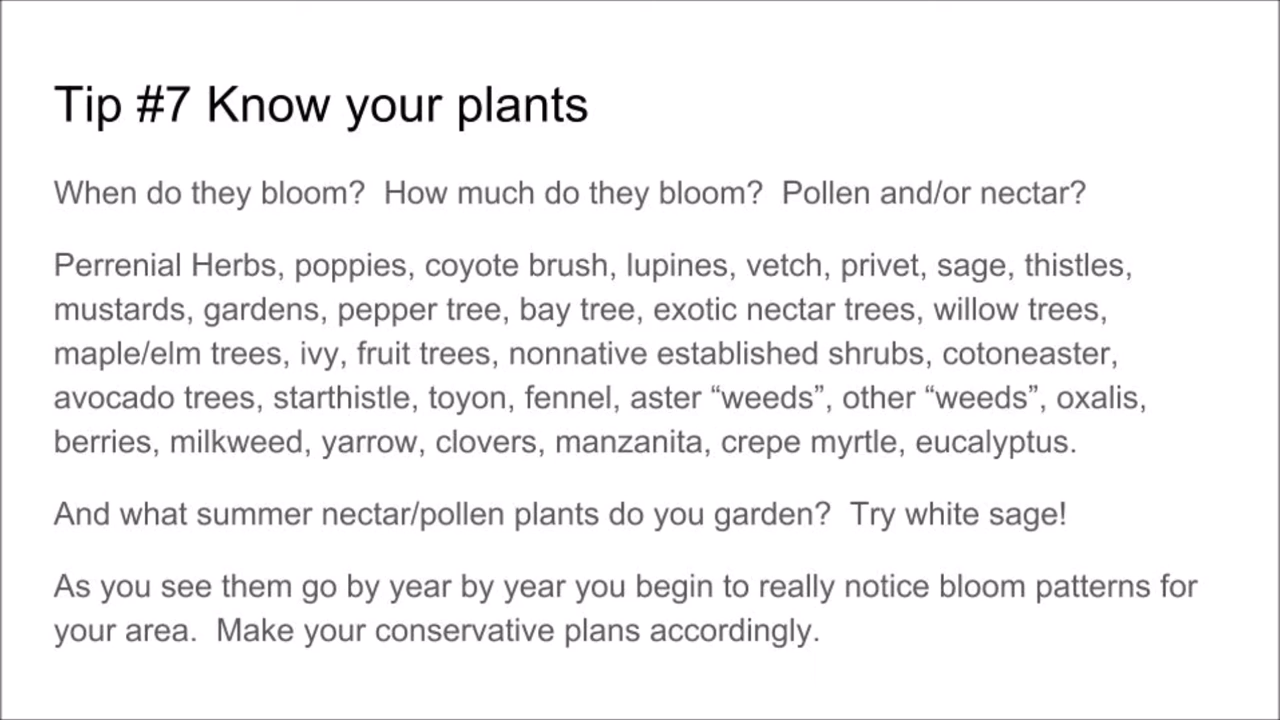 Tip #7 Know your plants
When do they bloom?  How much do they bloom?  Pollen and/or nectar?
Perrenial Herbs, poppies, coyote brush, lupines, vetch, privet, sage, thistles,
mustards, gardens, pepper tree, bay tree, exotic nectar trees, willow trees,
maple/elm trees, ivy, fruit trees, nonnative established shrubs, cotoneaster,
avocado trees, starthistle, toyon, fennel, aster “weeds”, other “weeds”, oxalis,
berries, milkweed, yarrow, clovers, manzanita, crepe myrtle, eucalyptus.
And what summer nectar/pollen plants do you garden?  Try white sage!
As you see them go by year by year you begin to really notice bloom patterns for
your area.  Make your conservative plans accordingly.